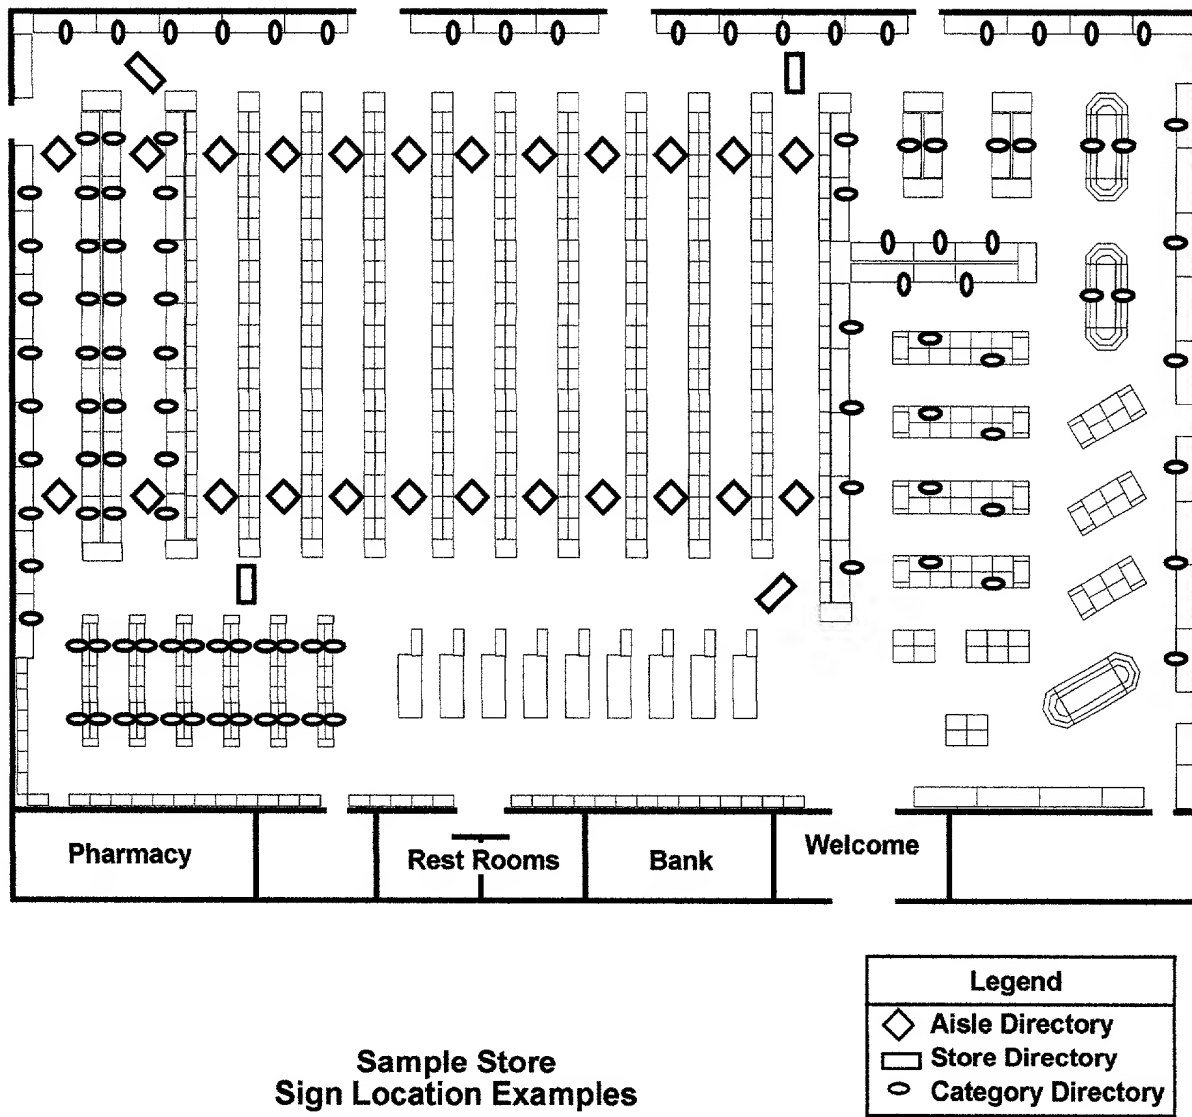 Pharmacy
Rest Rooms
Bank
Welcome
Legend
Aisle Directory
Store Directory
Category Directory
Sample Store
Sign Location Examples